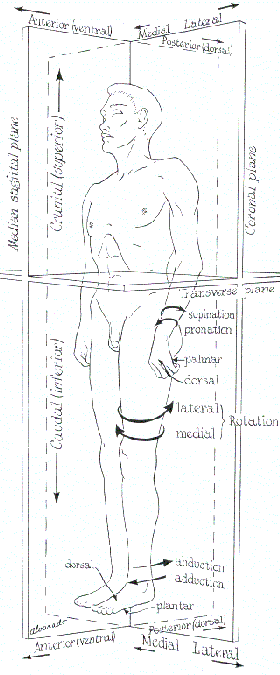 Anterior (ventral)
Medial Lateral
Posterior (dorsal)
Median sagittal plane
Cranial (superior)
Coronal plane
Transverse plane
supination
pronation
palmar
dorsal
Caudal (inferior)
lateral
medial
Rotation
dorsal
abduction
adduction
plantar
Anterior (ventral)
Posterior (dorsal)
Medial Lateral